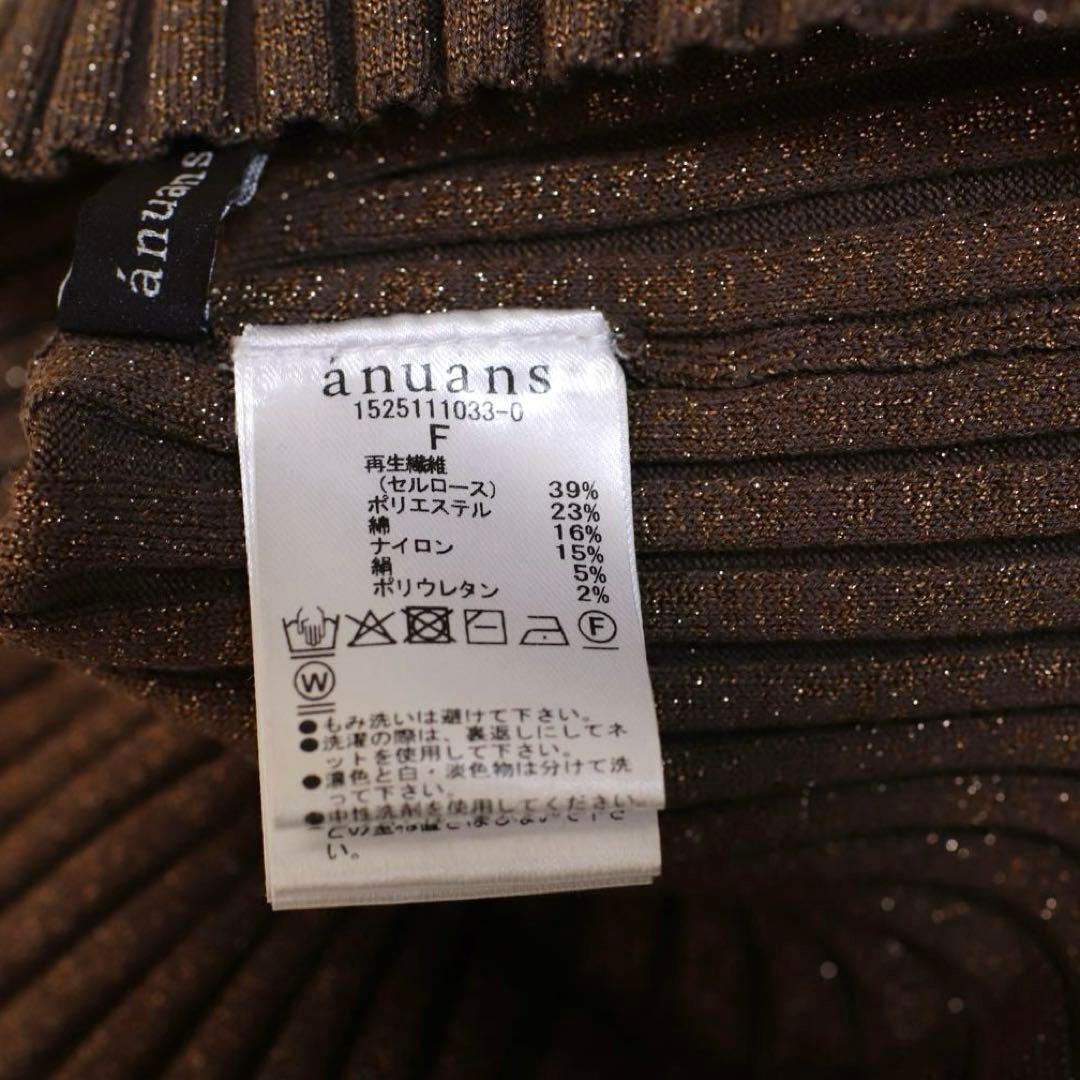 ánuans
ánuans
1525111033-0
F
再生繊維
(セルロース) 39%
ポリエステル 23%
綿 16%
ナイロン 15%
絹 5%
ポリウレタン 2%
F
W
●もみ洗いは避けて下さい。
●洗濯の際は、裏返しにしてネ
ットを使用して下さい。
●濃色と白・淡色物は分けて洗
って下さい。
●中性洗剤を使用してください。
い。